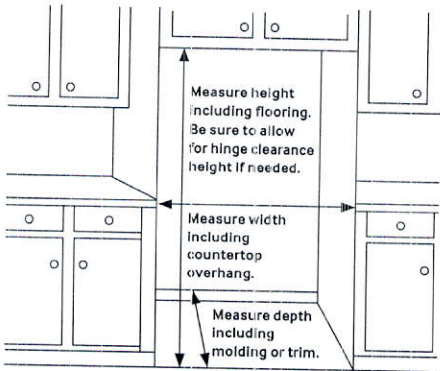 Measure height
including flooring.
Be sure to allow
for hinge clearance
height if needed.
Measure width
including
countertop
overhang.
Measure depth
including
molding or trim.